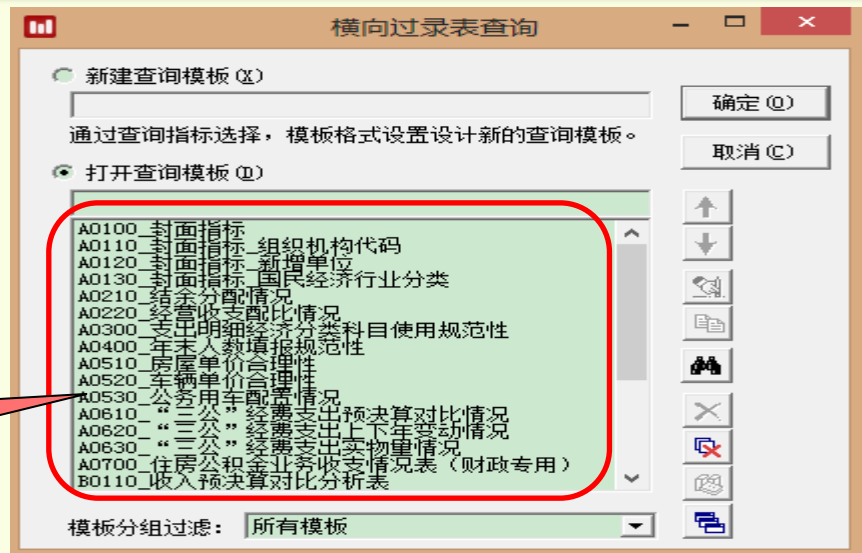 横向过录表查询
新建查询模板(X)
确定(O)
通过查询指标选择，模板格式设置设计新的查询模板。
取消(C)
打开查询模板(D)
A0100_封面指标
A0110_封面指标_组织机构代码
A0120_封面指标_新增单位
A0130_封面指标_国民经济行业分类
A0210_结余分配情况
A0220_经营收支配比情况
A0300_支出明细经济分类科目使用规范性
A0400_年末人数填报规范性
A0510_房屋单价合理性
A0520_车辆单价合理性
A0530_公务用车配置情况
A0610_“三公”经费支出预决算对比情况
A0620_“三公”经费支出上下年变动情况
A0630_“三公”经费支出实物量情况
A0700_住房公积金业务收支情况表（财政专用）
B0110_收入预决算对比分析表
模板分组过滤： 所有模板